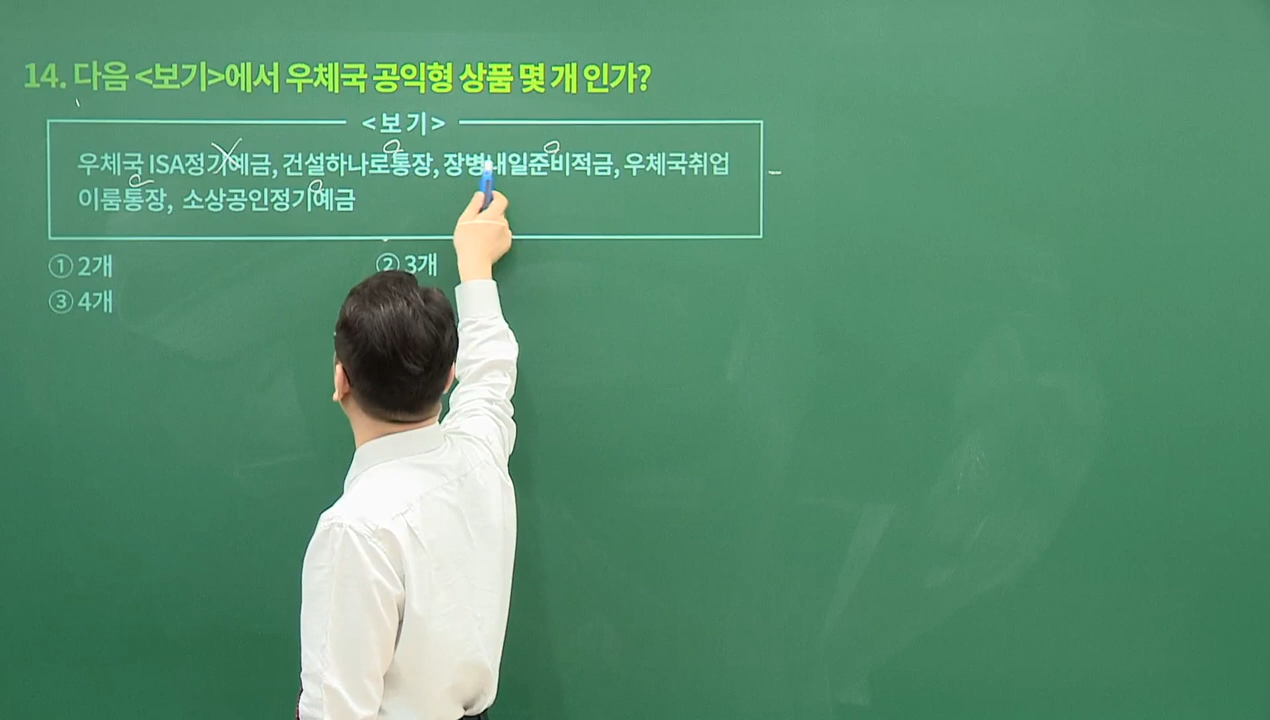 14. 다음 <보기>에서 우체국 공익형 상품 몇 개 인가?
<보 기>
우체국 ISA정기예금, 건설하나로통장, 장병내일준비적금, 우체국취업
이룸통장, 소상공인정기예금
① 2개
② 3개
③ 4개